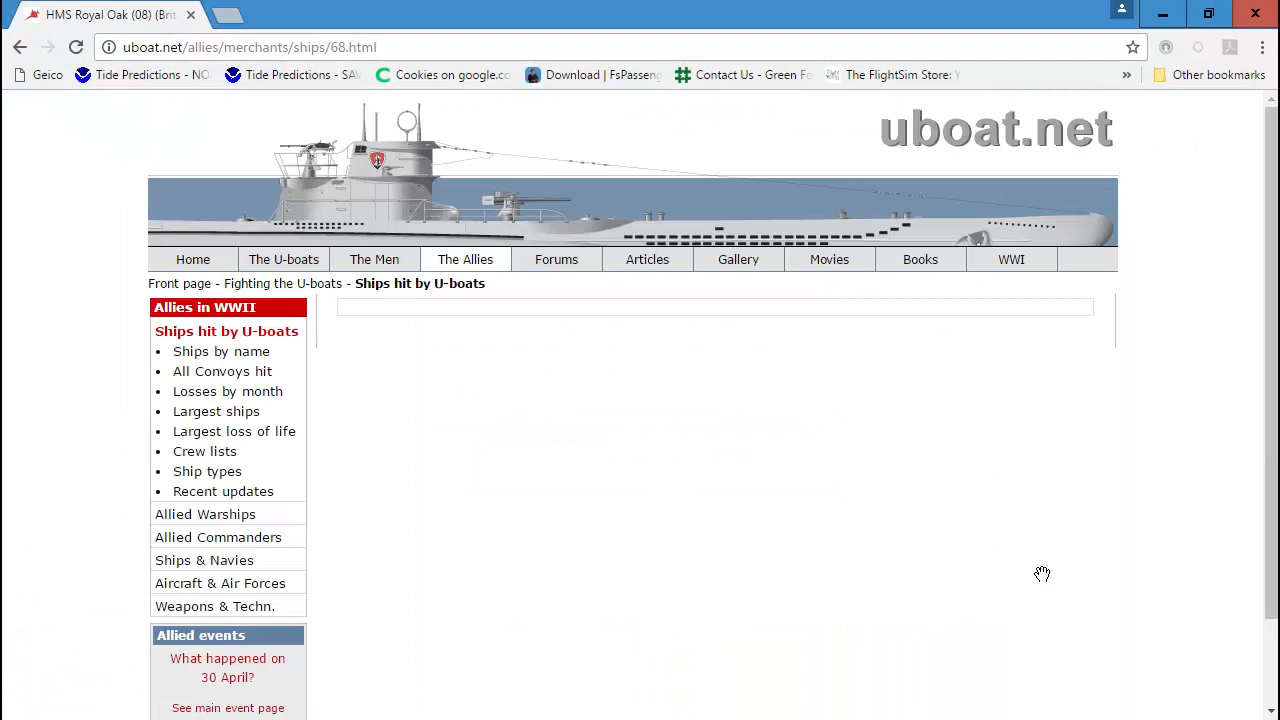 HMS Royal Oak (08) (Brit
uboat.net/allies/merchants/ships/68.html
Geico
Tide Predictions - NO
Tide Predictions - SAV
Cookies on google.co
Download | FsPasseng
Contact Us - Green Fo
The FlightSim Store:
»
Other bookmarks
uboat.net
Home
The U-boats
The Men
The Allies
Forums
Articles
Gallery
Movies
Books
WWI
Front page - Fighting the U-boats - Ships hit by U-boats
Allies in WWII
Ships hit by U-boats
• Ships by name
• All Convoys hit
• Losses by month
• Largest ships
• Largest loss of life
• Crew lists
• Ship types
• Recent updates
Allied Warships
Allied Commanders
Ships & Navies
Aircraft & Air Forces
Weapons & Techn.
Allied events
What happened on
30 April?
See main event page